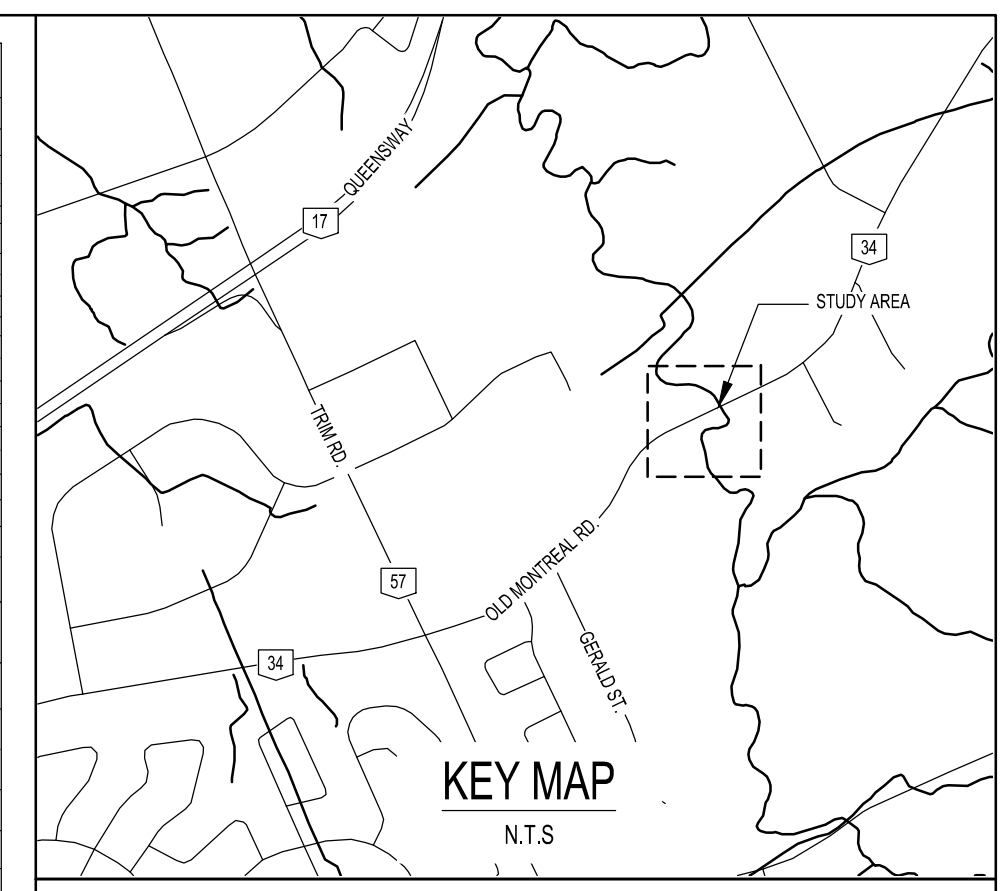 QUEENSWAY
17
34
STUDY AREA
TRIM RD.
OLD MONTREAL RD.
57
GERALD ST.
34
KEY MAP
N.T.S